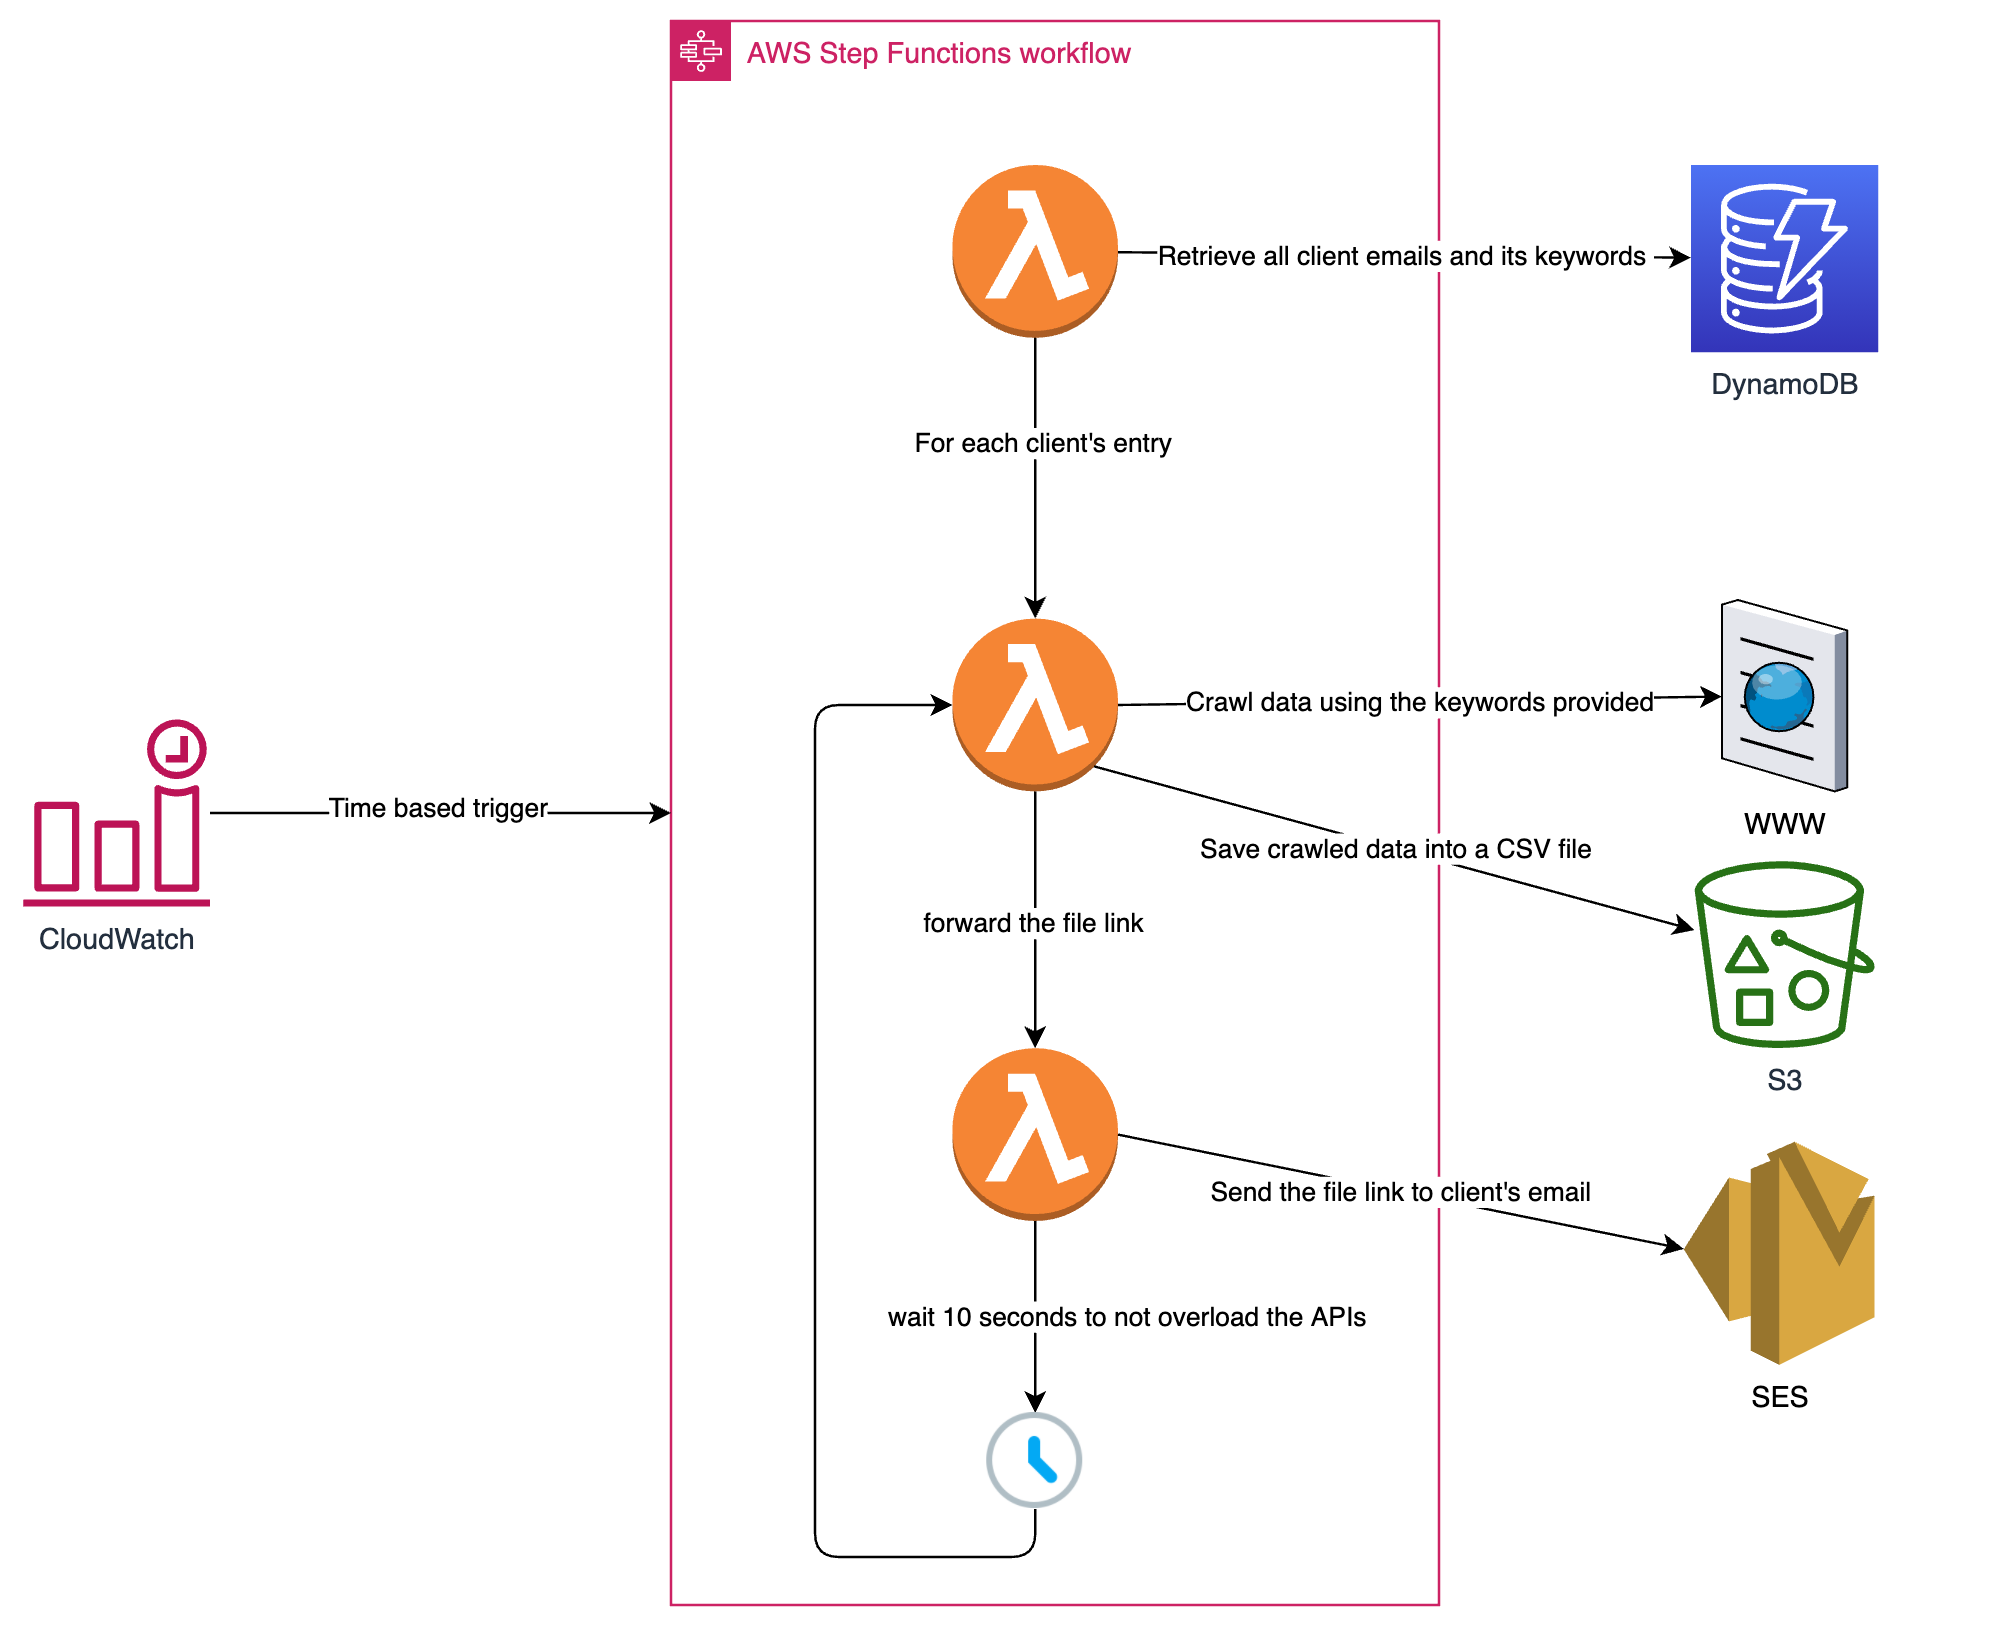 AWS Step Functions workflow
Retrieve all client emails and its keywords
DynamoDB
For each client's entry
Crawl data using the keywords provided
WWW
Time based trigger
CloudWatch
Save crawled data into a CSV file
forward the file link
S3
Send the file link to client's email
wait 10 seconds to not overload the APIs
SES